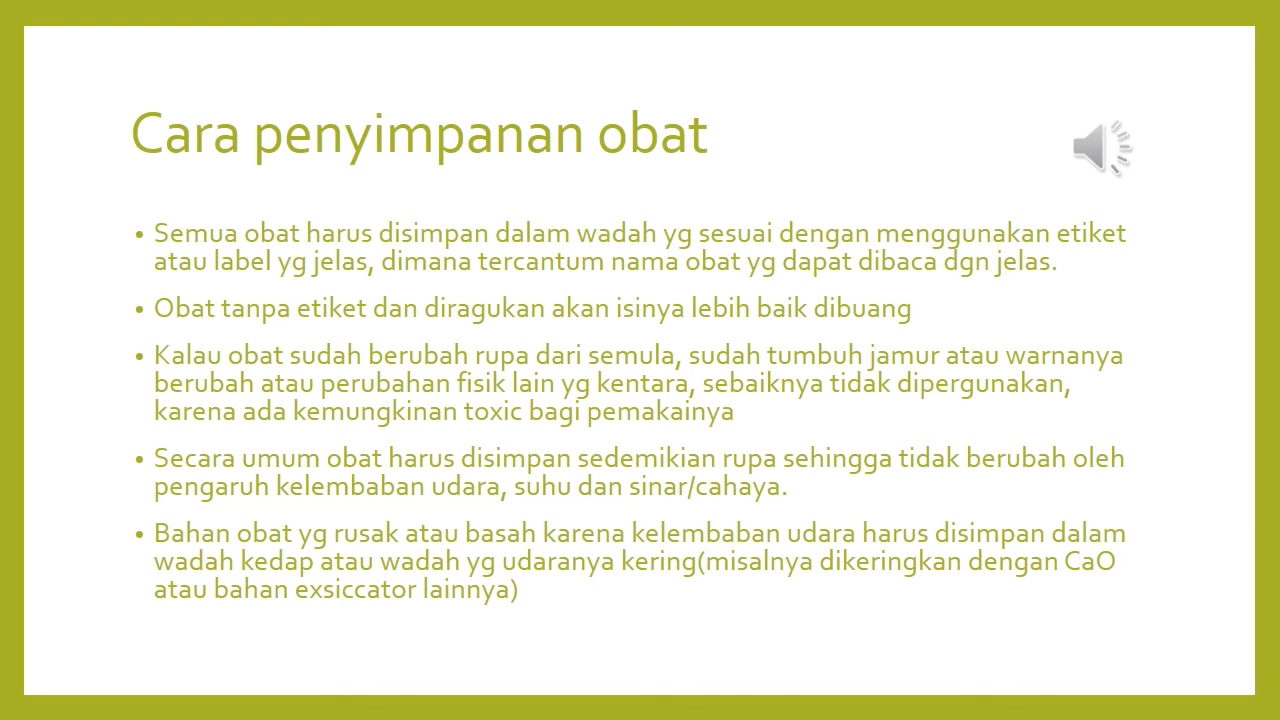 Cara penyimpanan obat
• Semua obat harus disimpan dalam wadah yg sesuai dengan menggunakan etiket
atau label yg jelas, dimana tercantum nama obat yg dapat dibaca dgn jelas.
• Obat tanpa etiket dan diragukan akan isinya lebih baik dibuang
• Kalau obat sudah berubah rupa dari semula, sudah tumbuh jamur atau warnanya
berubah atau perubahan fisik lain yg kentara, sebaiknya tidak dipergunakan,
karena ada kemungkinan toxic bagi pemakainya
• Secara umum obat harus disimpan sedemikian rupa sehingga tidak berubah oleh
pengaruh kelembaban udara, suhu dan sinar/cahaya.
• Bahan obat yg rusak atau basah karena kelembaban udara harus disimpan dalam
wadah kedap atau wadah yg udaranya kering(misalnya dikeringkan dengan CaO
atau bahan exsiccator lainnya)